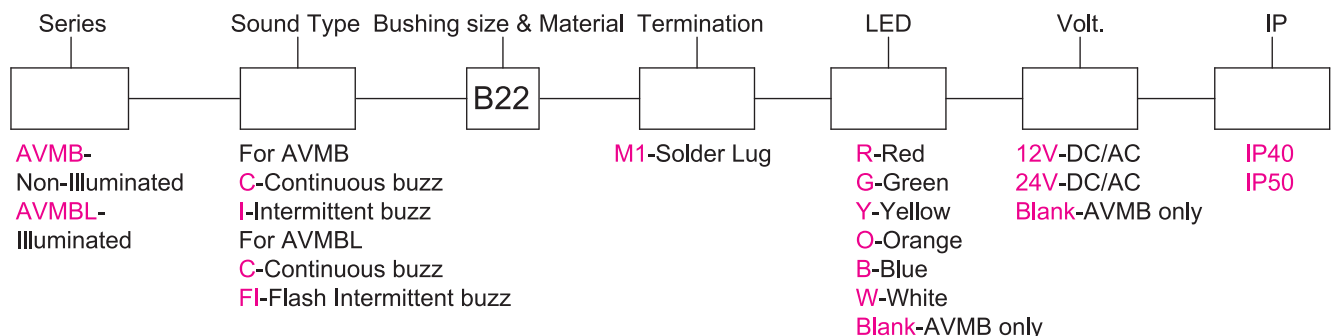 Series
Sound Type
Bushing size & Material
Termination
LED
Volt.
IP
B22
AVMB-
Non-Illuminated
AVMBL-
Illuminated
For AVMB
C-Continuous buzz
I-Intermittent buzz
For AVMBL
C-Continuous buzz
FI-Flash Intermittent buzz
M1-Solder Lug
R-Red
G-Green
Y-Yellow
O-Orange
B-Blue
W-White
Blank-AVMB only
12V-DC/AC
24V-DC/AC
Blank-AVMB only
IP40
IP50